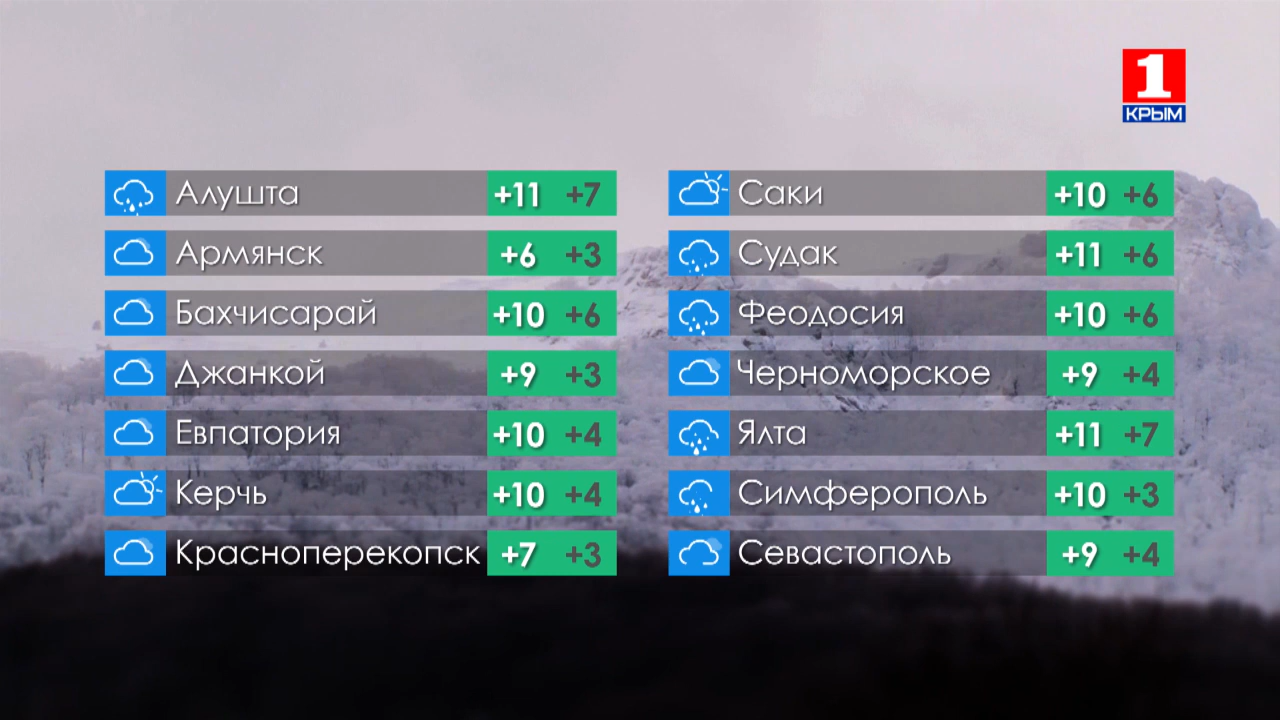 1
КРЫМ
Алушта +11 +7
Армянск +6 +3
Бахчисарай +10 +6
Джанкой +9 +3
Евпатория +10 +4
Керчь +10 +4
Красноперекопск +7 +3
Саки +10 +6
Судак +11 +6
Феодосия +10 +6
Черноморское +9 +4
Ялта +11 +7
Симферополь +10 +3
Севастополь +9 +4